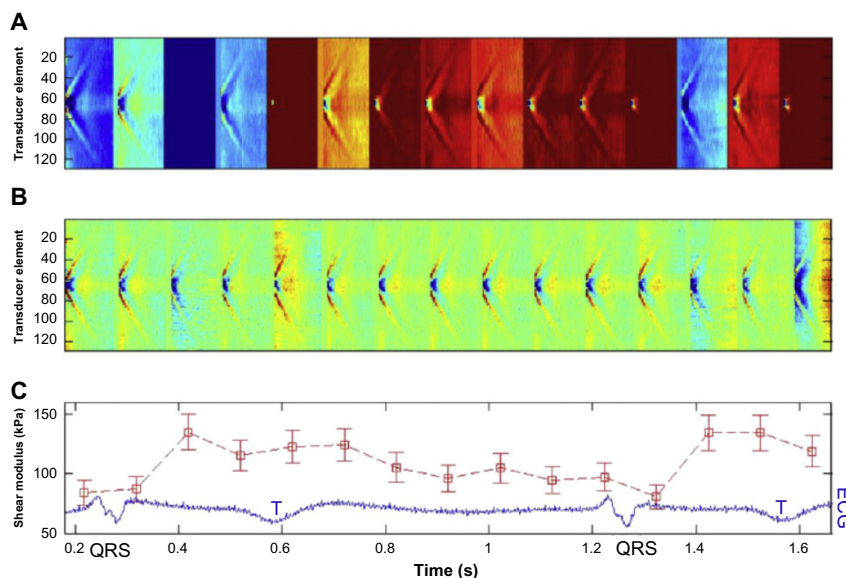 A
Transducer element
20
40
60
80
100
120
B
Transducer element
20
40
60
80
100
120
C
Shear modulus (kPa)
150
100
50
T
T
ECG
0.2
0.4
0.6
0.8
1
1.2
1.4
1.6
QRS
QRS
Time (s)